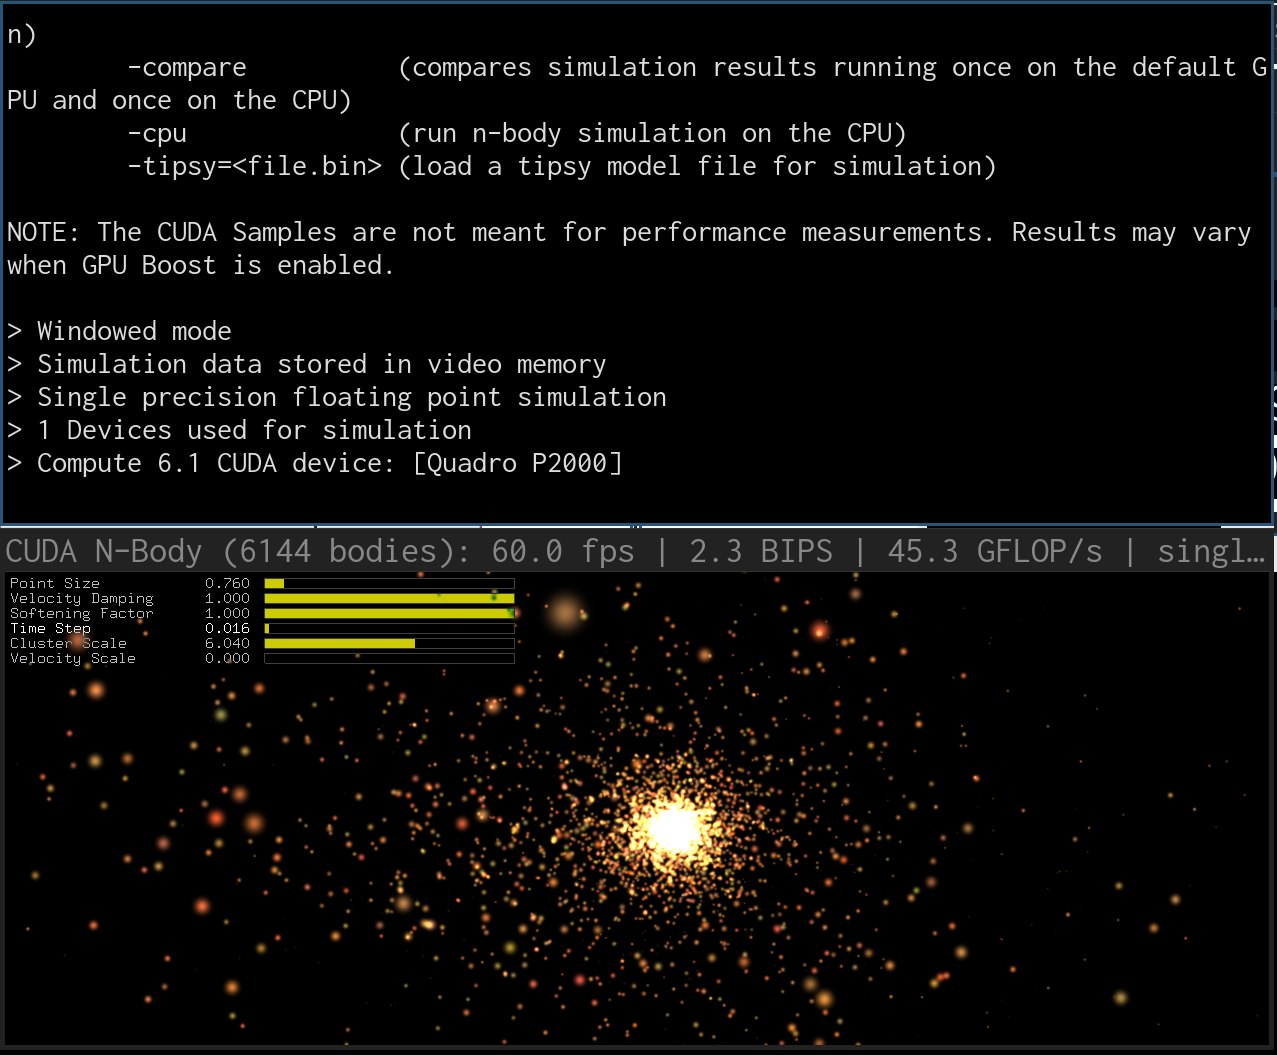 n)
-compare (compares simulation results running once on the default G
PU and once on the CPU)
-cpu (run n-body simulation on the CPU)
-tipsy=<file.bin> (load a tipsy model file for simulation)
NOTE: The CUDA Samples are not meant for performance measurements. Results may vary
when GPU Boost is enabled.
> Windowed mode
> Simulation data stored in video memory
> Single precision floating point simulation
> 1 Devices used for simulation
> Compute 6.1 CUDA device: [Quadro P2000]
CUDA N-Body (6144 bodies): 60.0 fps | 2.3 BIPS | 45.3 GFLOP/s | singl…
Point Size 0.760
Velocity Damping 1.000
Softening Factor 1.000
Time Step 0.016
Cluster Scale 6.040
Velocity Scale 0.000